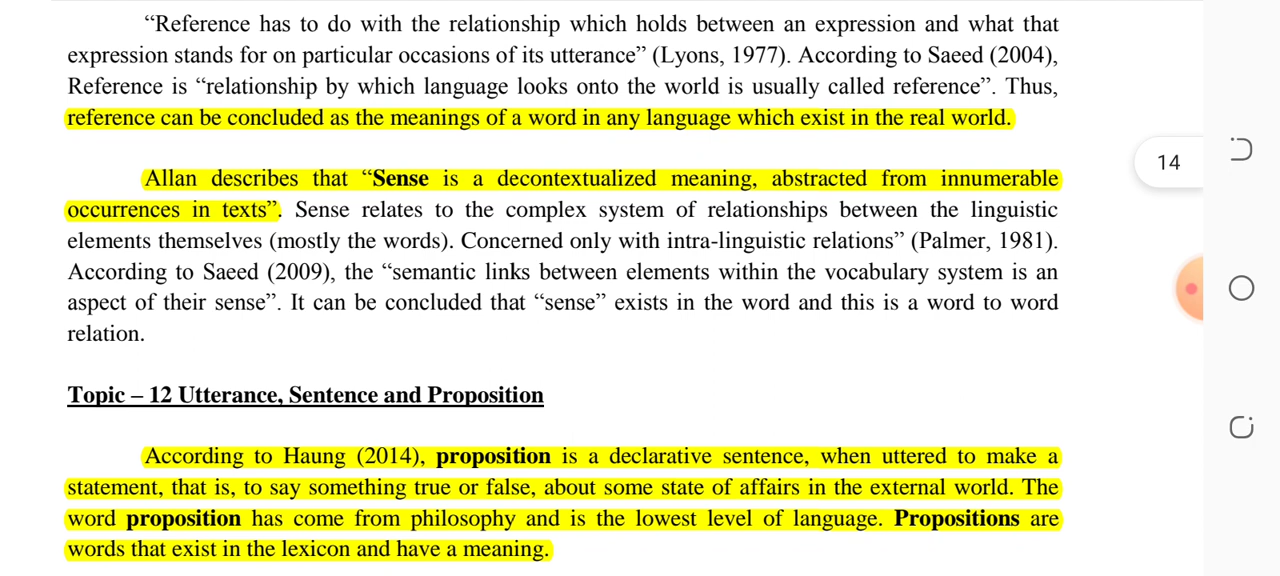 “Reference has to do with the relationship which holds between an expression and what that
expression stands for on particular occasions of its utterance” (Lyons, 1977). According to Saeed (2004),
Reference is “relationship by which language looks onto the world is usually called reference”. Thus,
reference can be concluded as the meanings of a word in any language which exist in the real world.
Allan describes that “Sense is a decontextualized meaning, abstracted from innumerable
occurrences in texts”. Sense relates to the complex system of relationships between the linguistic
elements themselves (mostly the words). Concerned only with intra-linguistic relations” (Palmer, 1981).
According to Saeed (2009), the “semantic links between elements within the vocabulary system is an
aspect of their sense”. It can be concluded that “sense” exists in the word and this is a word to word
relation.
Topic – 12 Utterance, Sentence and Proposition
According to Haung (2014), proposition is a declarative sentence, when uttered to make a
statement, that is, to say something true or false, about some state of affairs in the external world. The
word proposition has come from philosophy and is the lowest level of language. Propositions are
words that exist in the lexicon and have a meaning.
14